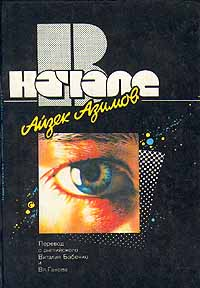 В
начале
Айзек Азимов
Перевод
с английского
Виталия Бабенко
и
Вл. Гакова